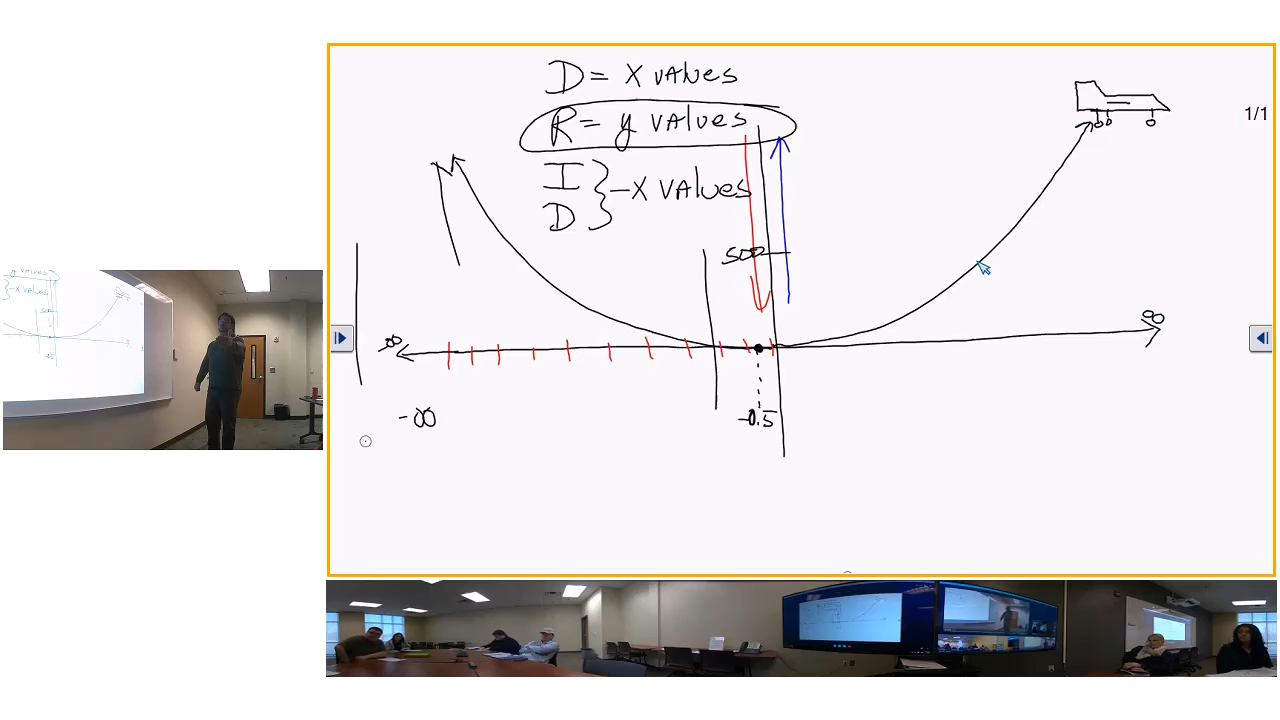 D = X values
R = y values
I
D } -X values
500
-∞
∞
-∞
-0.5
1/1